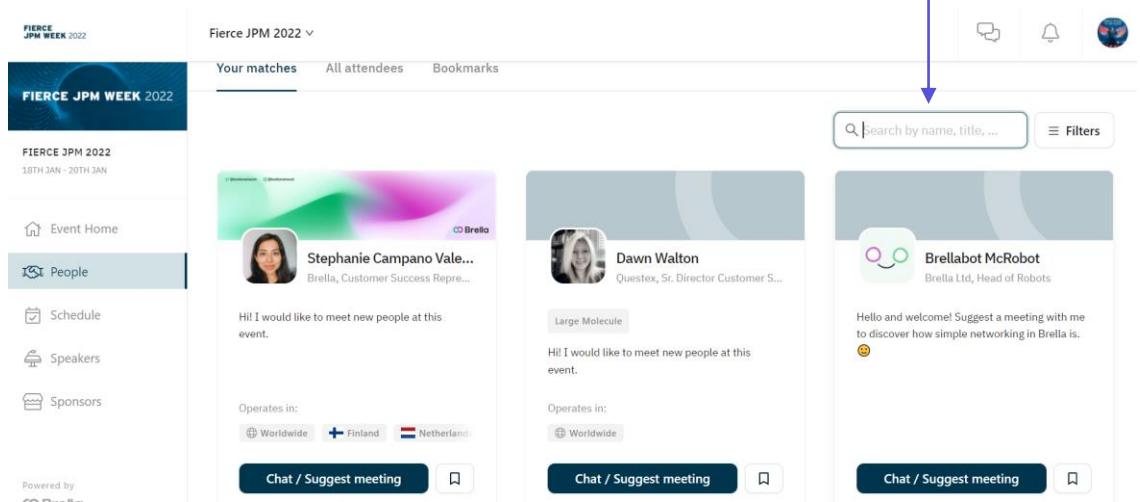 FIERCE
JPM WEEK 2022
Fierce JPM 2022
Your matches
All attendees
Bookmarks
FIERCE JPM WEEK 2022
Search by name, title, ...
Filters
FIERCE JPM 2022
18TH JAN - 20TH JAN
Event Home
People
Schedule
Speakers
Sponsors
Powered by
Brella
Brella
Stephanie Campano Vale...
Brella, Customer Success Repre...
Hi! I would like to meet new people at this
event.
Operates in:
Worldwide
Finland
Netherland
Chat / Suggest meeting
Dawn Walton
Questex, Sr. Director Customer S...
Large Molecule
Hi! I would like to meet new people at this
event.
Operates in:
Worldwide
Chat / Suggest meeting
Brellabot McRobot
Brella Ltd, Head of Robots
Hello and welcome! Suggest a meeting with me
to discover how simple networking in Brella is.
Chat / Suggest meeting